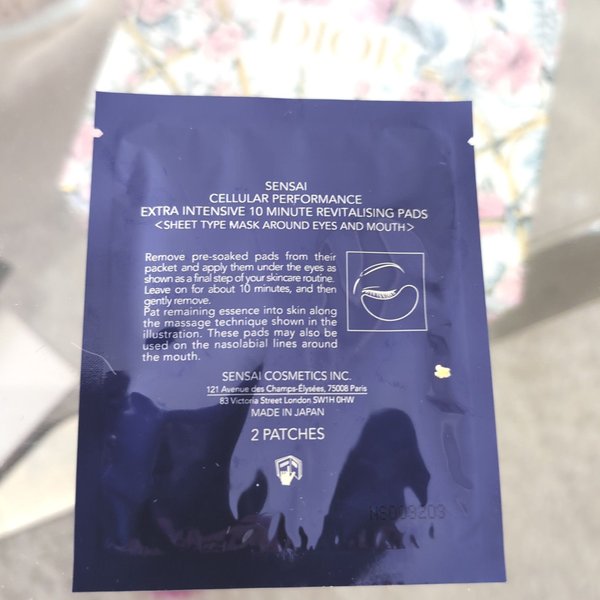 DIOR
SENSAI
CELLULAR PERFORMANCE
EXTRA INTENSIVE 10 MINUTE REVITALISING PADS
<SHEET TYPE MASK AROUND EYES AND MOUTH>
Remove pre-soaked pads from their
packet and apply them under the eyes as
shown as a final step of your skincare routine.
Leave on for about 10 minutes, and then
gently remove.
Pat remaining essence into skin along
the massage technique shown in the
illustration. These pads may also be
used on the nasolabial lines around
the mouth.
SENSAI COSMETICS INC.
121 Avenue des Champs-Élysées, 75008 Paris
83 Victoria Street London SW1H 0HW
MADE IN JAPAN
2 PATCHES